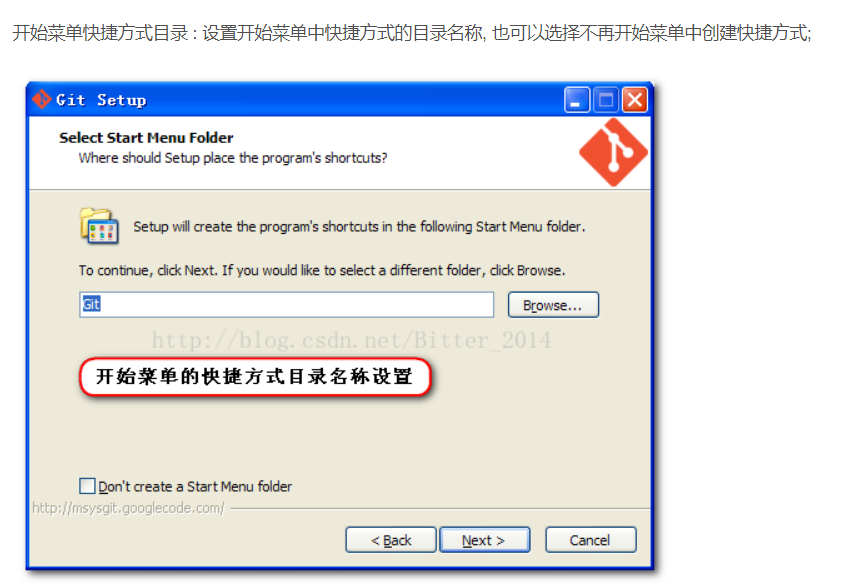 开始菜单快捷方式目录 : 设置开始菜单中快捷方式的目录名称, 也可以选择不再开始菜单中创建快捷方式;
Git Setup
Select Start Menu Folder
Where should Setup place the program's shortcuts?
Setup will create the program's shortcuts in the following Start Menu folder.
To continue, click Next. If you would like to select a different folder, click Browse.
Git
Browse...
http://blog.csdn.net/Bitter_2014
开始菜单的快捷方式目录名称设置
Don't create a Start Menu folder
http://msysgit.googlecode.com/
< Back
Next >
Cancel